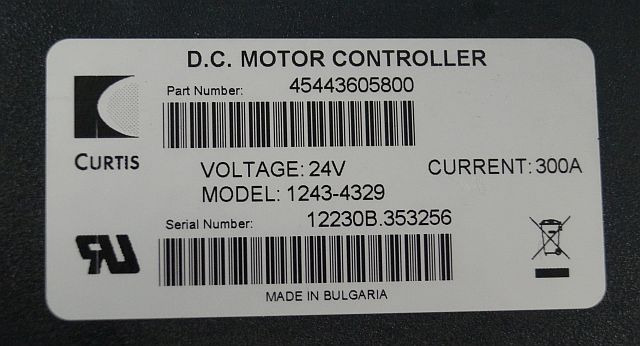 D.C. MOTOR CONTROLLER
Part Number: 45443605800
CURTIS
VOLTAGE: 24V CURRENT: 300A
MODEL: 1243-4329
Serial Number: 12230B.353256
RU
MADE IN BULGARIA